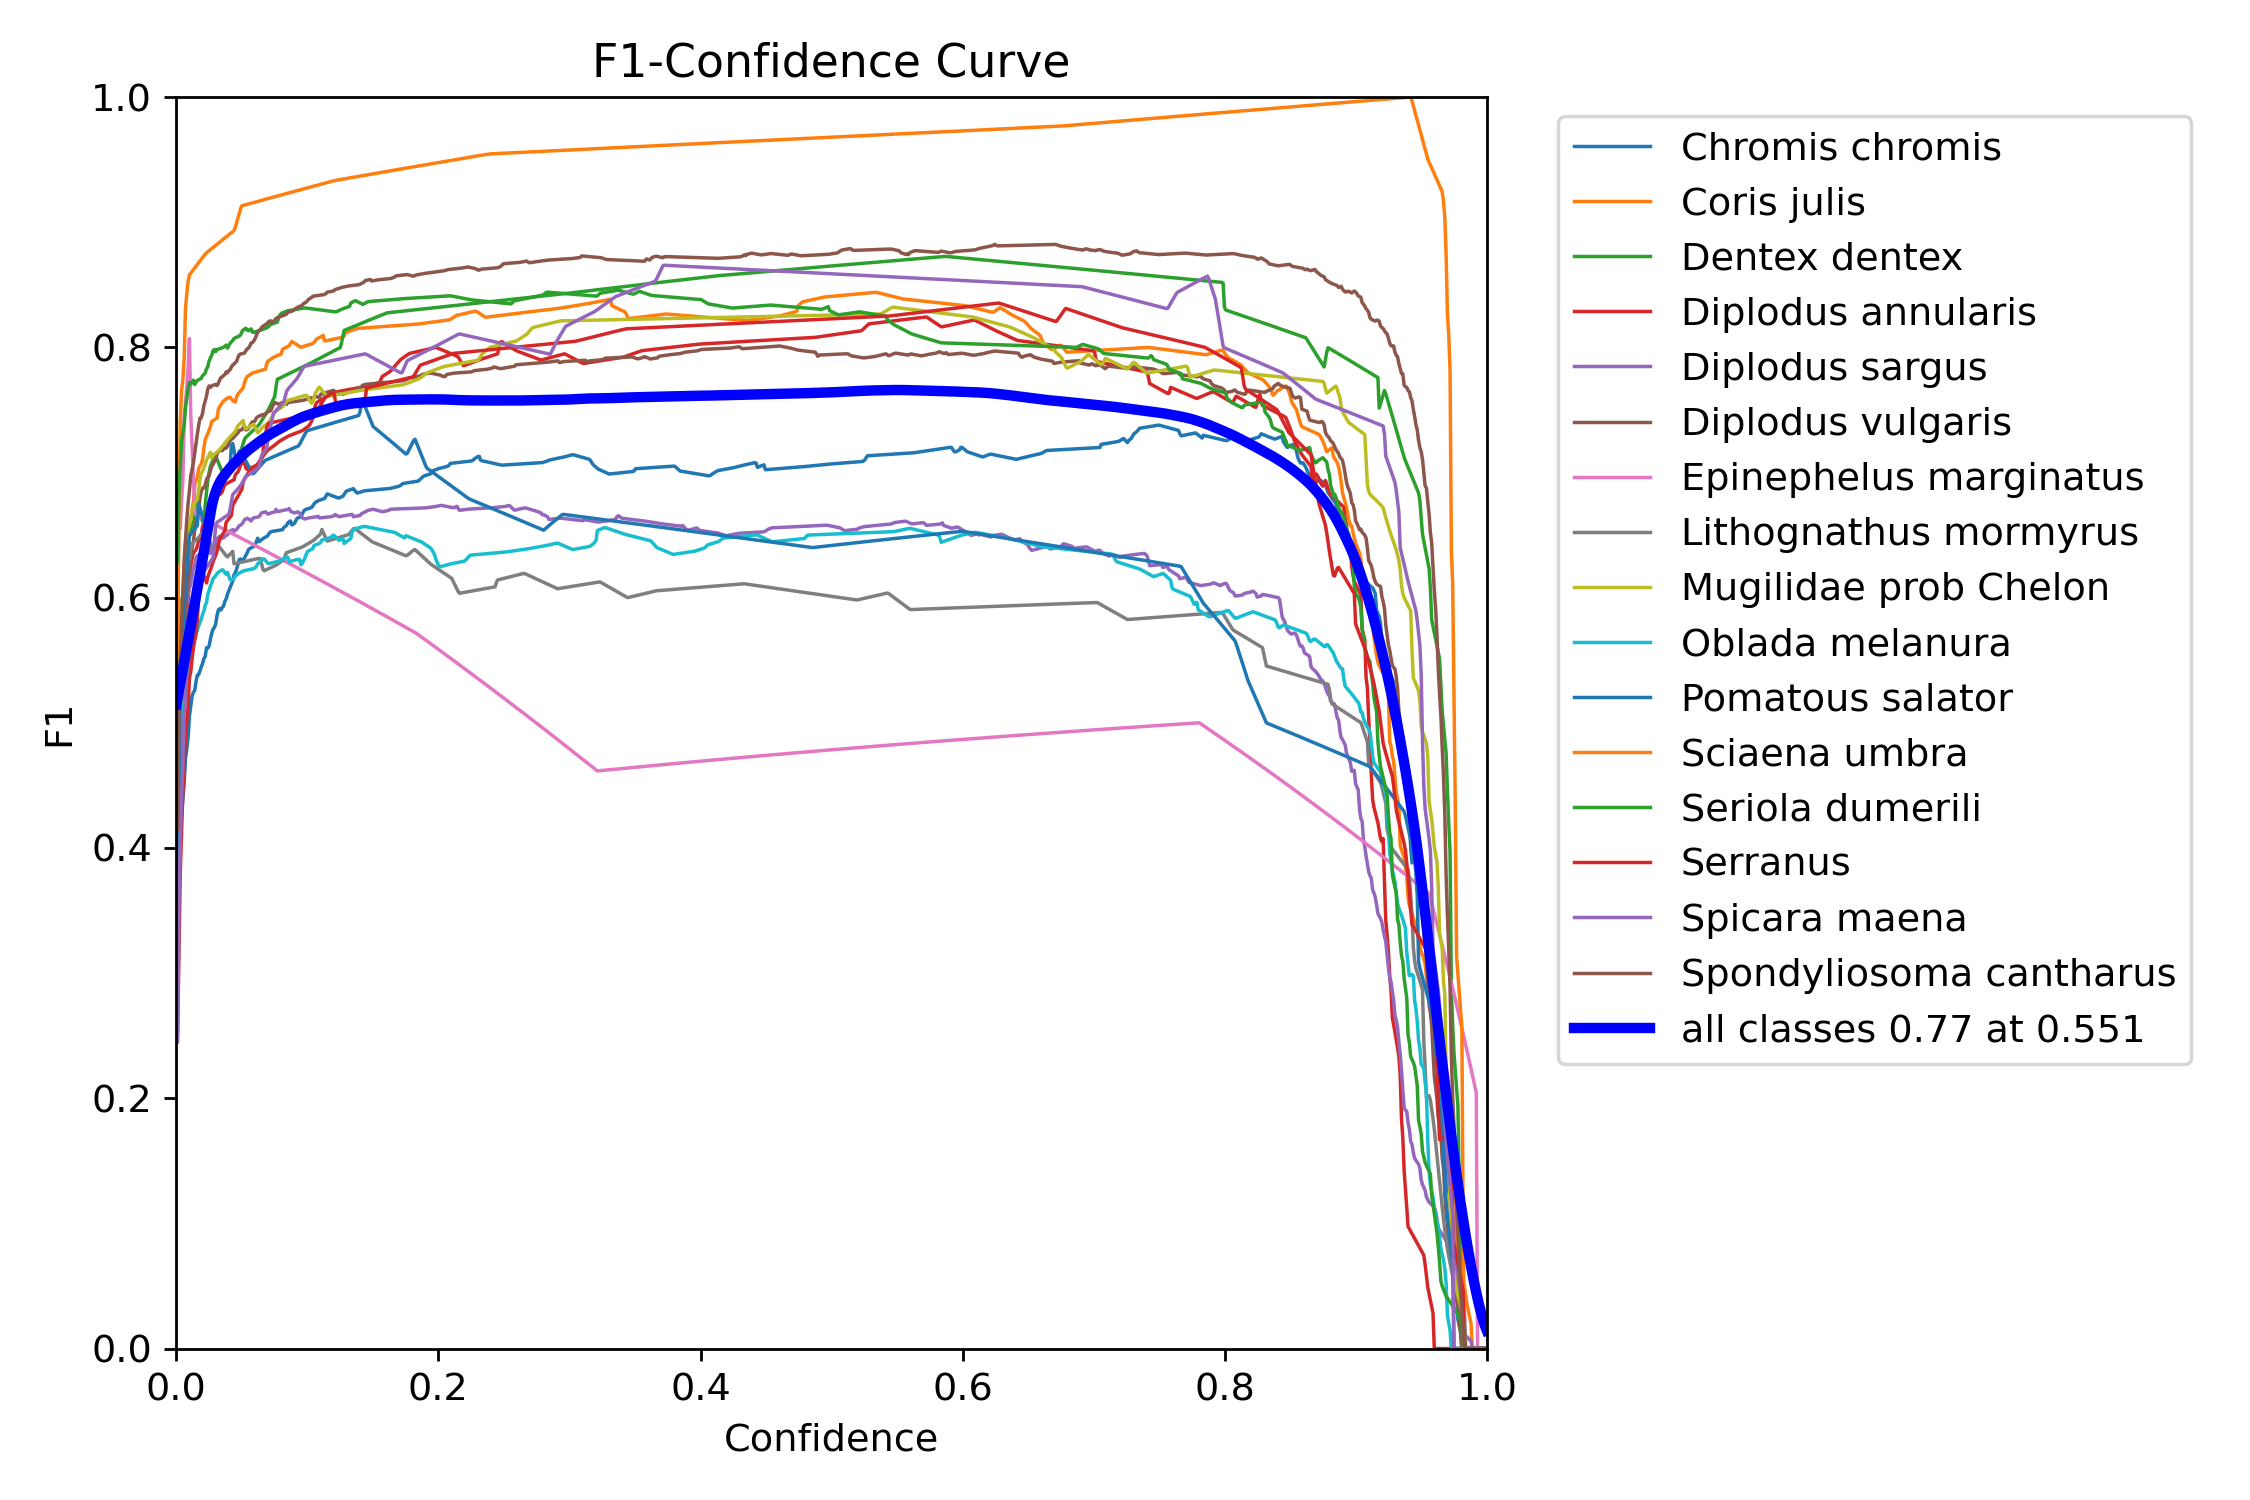 F1-Confidence Curve
1.0
0.8
0.6
0.4
0.2
0.0
F1
0.0 0.2 0.4 0.6 0.8 1.0
Confidence
Chromis chromis
Coris julis
Dentex dentex
Diplodus annularis
Diplodus sargus
Diplodus vulgaris
Epinephelus marginatus
Lithognathus mormyrus
Mugilidae prob Chelon
Oblada melanura
Pomatous salator
Sciaena umbra
Seriola dumerili
Serranus
Spicara maena
Spondyliosoma cantharus
all classes 0.77 at 0.551